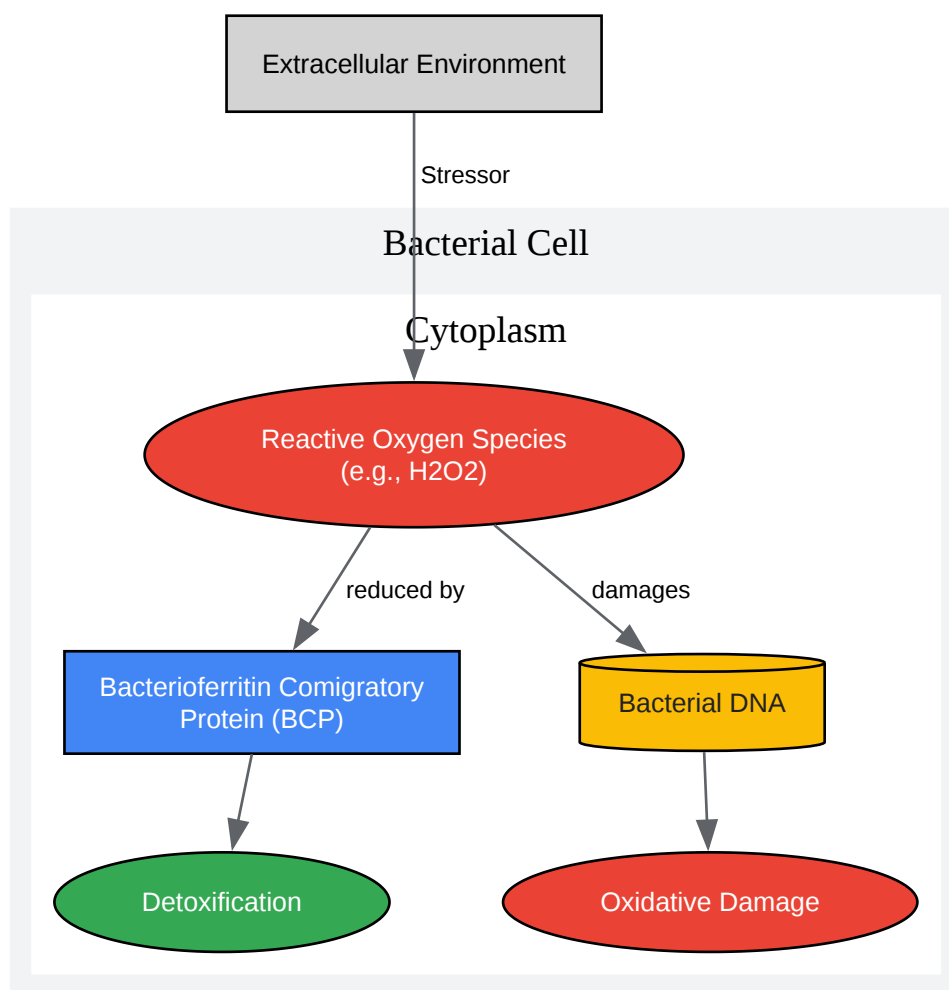 Extracellular Environment
Stressor
Bacterial Cell
Cytoplasm
Reactive Oxygen Species
(e.g., H2O2)
reduced by
damages
Bacterioferritin Comigratory
Protein (BCP)
Bacterial DNA
Detoxification
Oxidative Damage